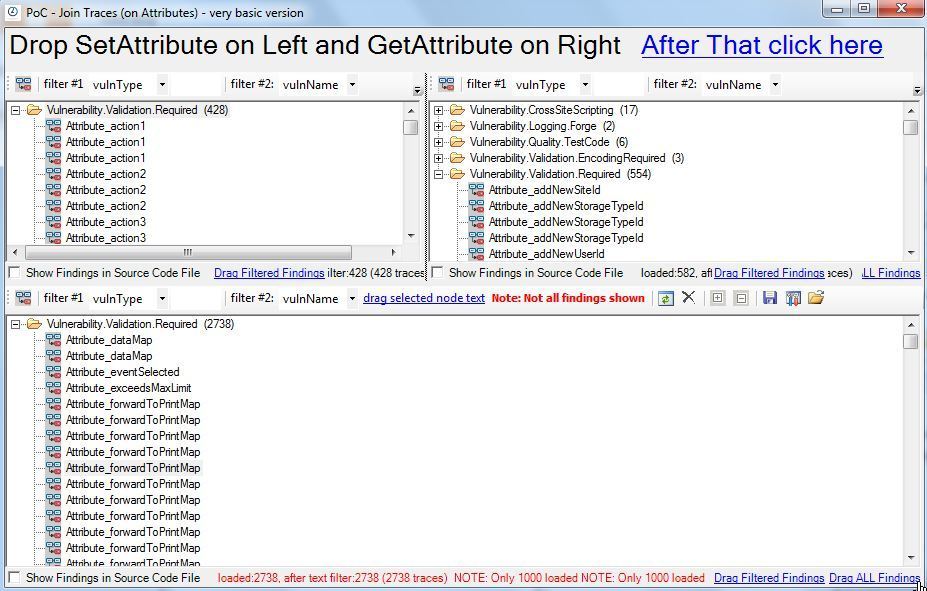 PoC - Join Traces (on Attributes) - very basic version
Drop SetAttribute on Left and GetAttribute on Right After That click here
filter #1 vulnType filter #2: vulnName
Vulnerability.Validation.Required (428)
Attribute_action1
Attribute_action1
Attribute_action1
Attribute_action2
Attribute_action2
Attribute_action2
Attribute_action3
Attribute_action3
Show Findings in Source Code File Drag Filtered Findings ilter:428 (428 traces
filter #1 vulnType filter #2: vulnName
Vulnerability.CrossSiteScripting (17)
Vulnerability.Logging.Forge (2)
Vulnerability.Quality.TestCode (6)
Vulnerability.Validation.EncodingRequired (3)
Vulnerability.Validation.Required (554)
Attribute_addNewSiteId
Attribute_addNewStorageTypeId
Attribute_addNewStorageTypeId
Attribute_addNewStorageTypeId
Attribute_addNewUserId
Show Findings in Source Code File loaded:582, aft Drag Filtered Findings ces) LL Findings
filter #1 vulnType filter #2: vulnName drag selected node text Note: Not all findings shown
Vulnerability.Validation.Required (2738)
Attribute_dataMap
Attribute_dataMap
Attribute_eventSelected
Attribute_exceedsMaxLimit
Attribute_forwardToPrintMap
Attribute_forwardToPrintMap
Attribute_forwardToPrintMap
Attribute_forwardToPrintMap
Attribute_forwardToPrintMap
Attribute_forwardToPrintMap
Attribute_forwardToPrintMap
Attribute_forwardToPrintMap
Attribute_forwardToPrintMap
Attribute_forwardToPrintMap
Attribute_forwardToPrintMap
Show Findings in Source Code File loaded:2738, after text filter:2738 (2738 traces) NOTE: Only 1000 loaded NOTE: Only 1000 loaded Drag Filtered Findings Drag ALL Findings